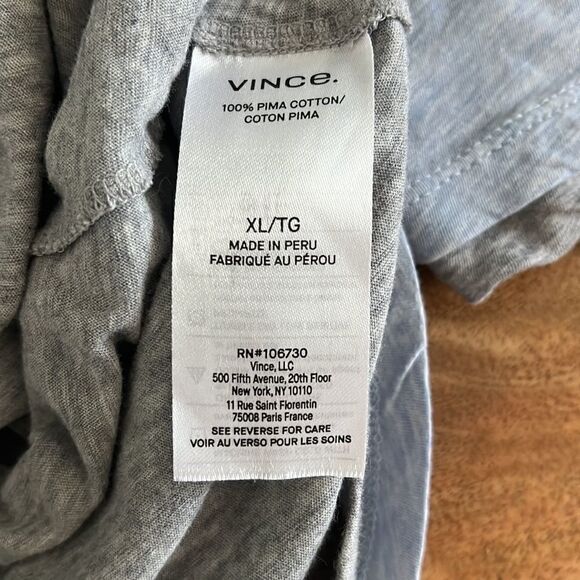 VINCE.
100% PIMA COTTON/
COTON PIMA
XL/TG
MADE IN PERU
FABRIQUÉ AU PÉROU
RN#106730
Vince, LLC
500 Fifth Avenue, 20th Floor
New York, NY 10110
11 Rue Saint Florentin
75008 Paris France
SEE REVERSE FOR CARE
VOIR AU VERSO POUR LES SOINS